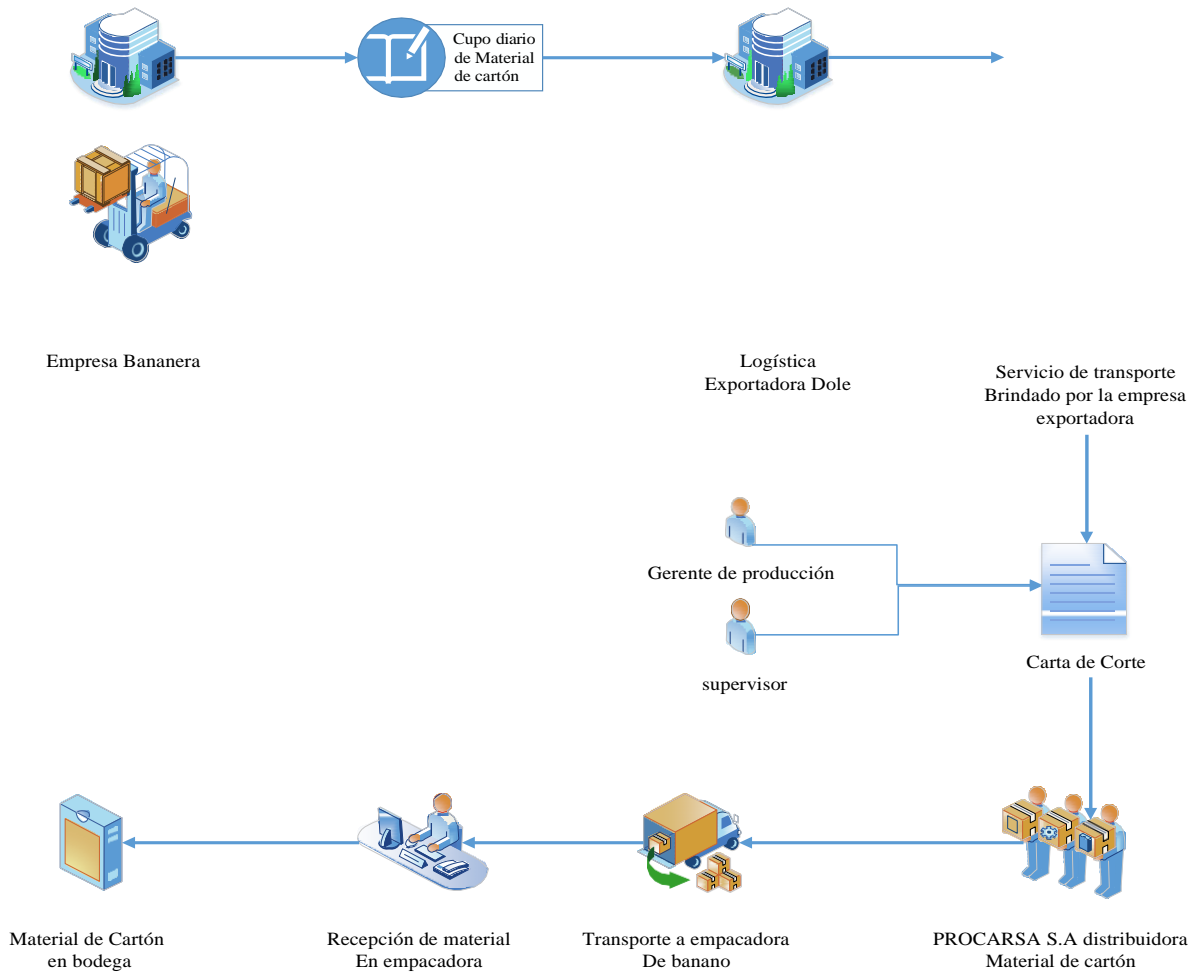 Cupo diario
de Material
de cartón
Empresa Bananera
Logística
Exportadora Dole
Servicio de transporte
Brindado por la empresa
exportadora
Gerente de producción
supervisor
Carta de Corte
Material de Cartón
en bodega
Recepción de material
En empacadora
Transporte a empacadora
De banano
PROCARSA S.A distribuidora
Material de cartón